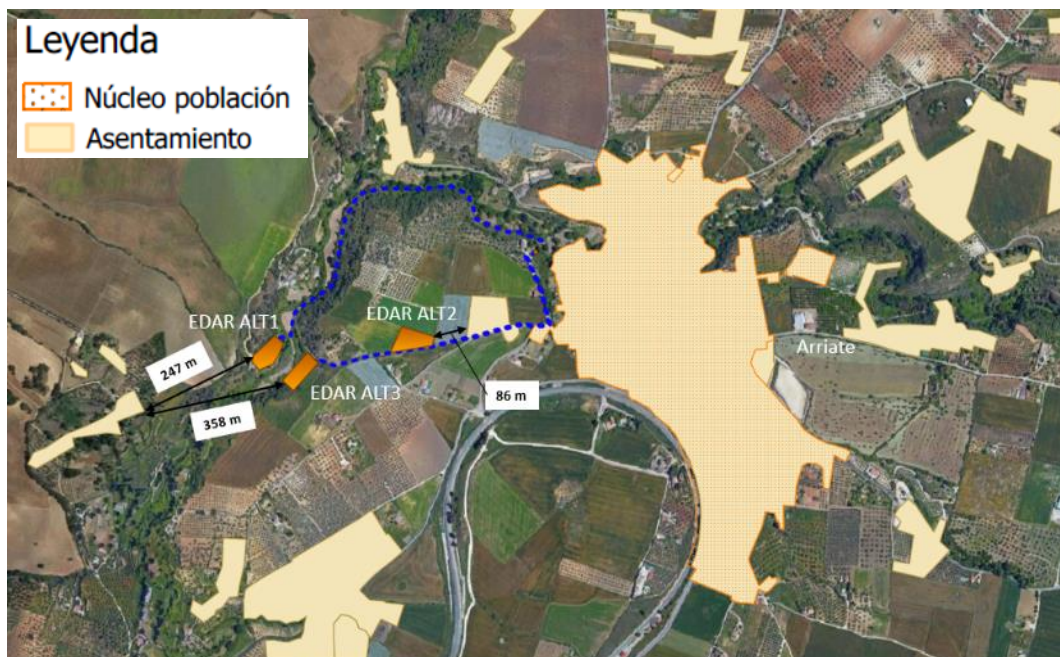 Leyenda
Núcleo población
Asentamiento
EDAR ALT1
EDAR ALT2
247 m
Arriate
EDAR ALT3
86 m
358 m